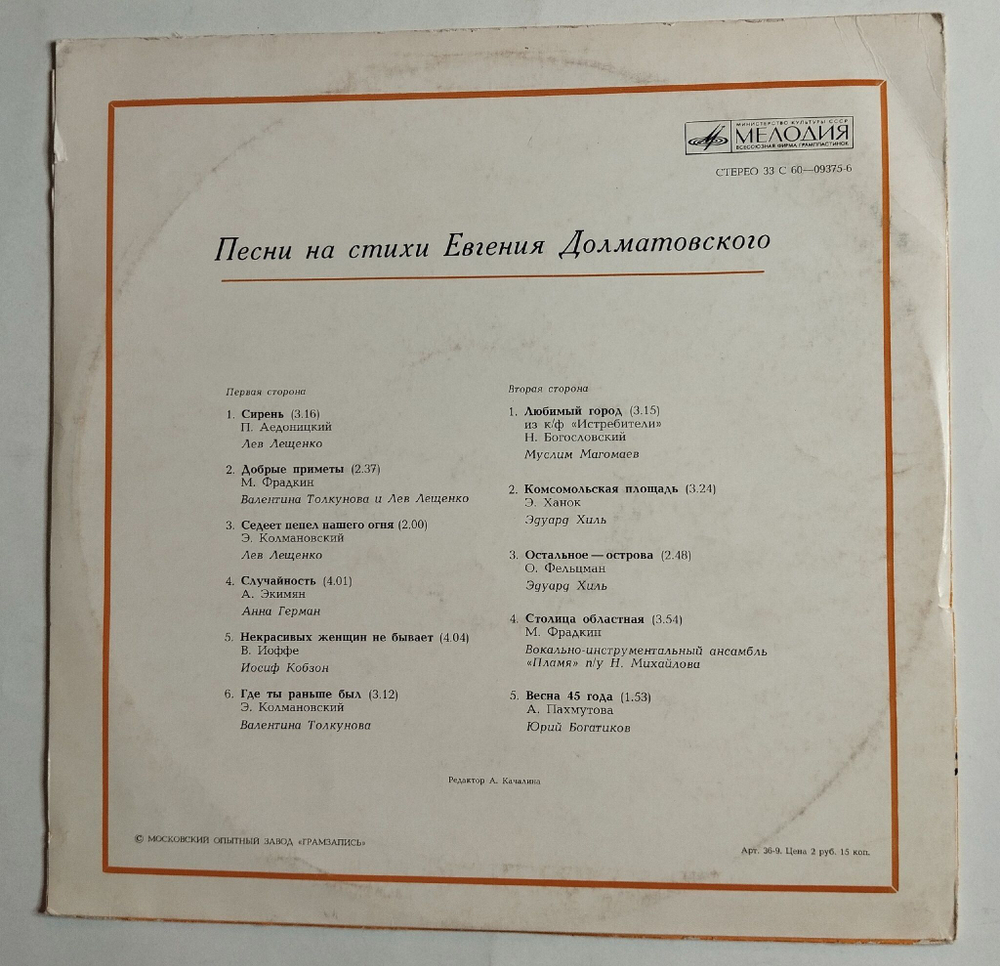 МИНИСТЕРСТВО КУЛЬТУРЫ СССР
МЕЛОДИЯ
ВСЕСОЮЗНАЯ ФИРМА ГРАМПЛАСТИНОК
СТЕРЕО 33 С 60—09375-6
Песни на стихи Евгения Долматовского
Первая сторона
1. Сирень (3.16)
П. Аедоницкий
Лев Лещенко
2. Добрые приметы (2.37)
М. Фрадкин
Валентина Толкунова и Лев Лещенко
3. Седеет пепел нашего огня (2.00)
Э. Колмановский
Лев Лещенко
4. Случайность (4.01)
А. Экимян
Анна Герман
5. Некрасивых женщин не бывает (4.04)
В. Иоффе
Иосиф Кобзон
6. Где ты раньше был (3.12)
Э. Колмановский
Валентина Толкунова
Вторая сторона
1. Любимый город (3.15)
из к/ф «Истребители»
Н. Богословский
Муслим Магомаев
2. Комсомольская площадь (3.24)
Э. Ханок
Эдуард Хиль
3. Остальное — острова (2.48)
О. Фельцман
Эдуард Хиль
4. Столица областная (3.54)
М. Фрадкин
Вокально-инструментальный ансамбль
«Пламя» п/у Н. Михайлова
5. Весна 45 года (1.53)
А. Пахмутова
Юрий Богатиков
Редактор А. Качалина
© МОСКОВСКИЙ ОПЫТНЫЙ ЗАВОД «ГРАМЗАПИСЬ»
Арт. 36-9. Цена 2 руб. 15 коп.